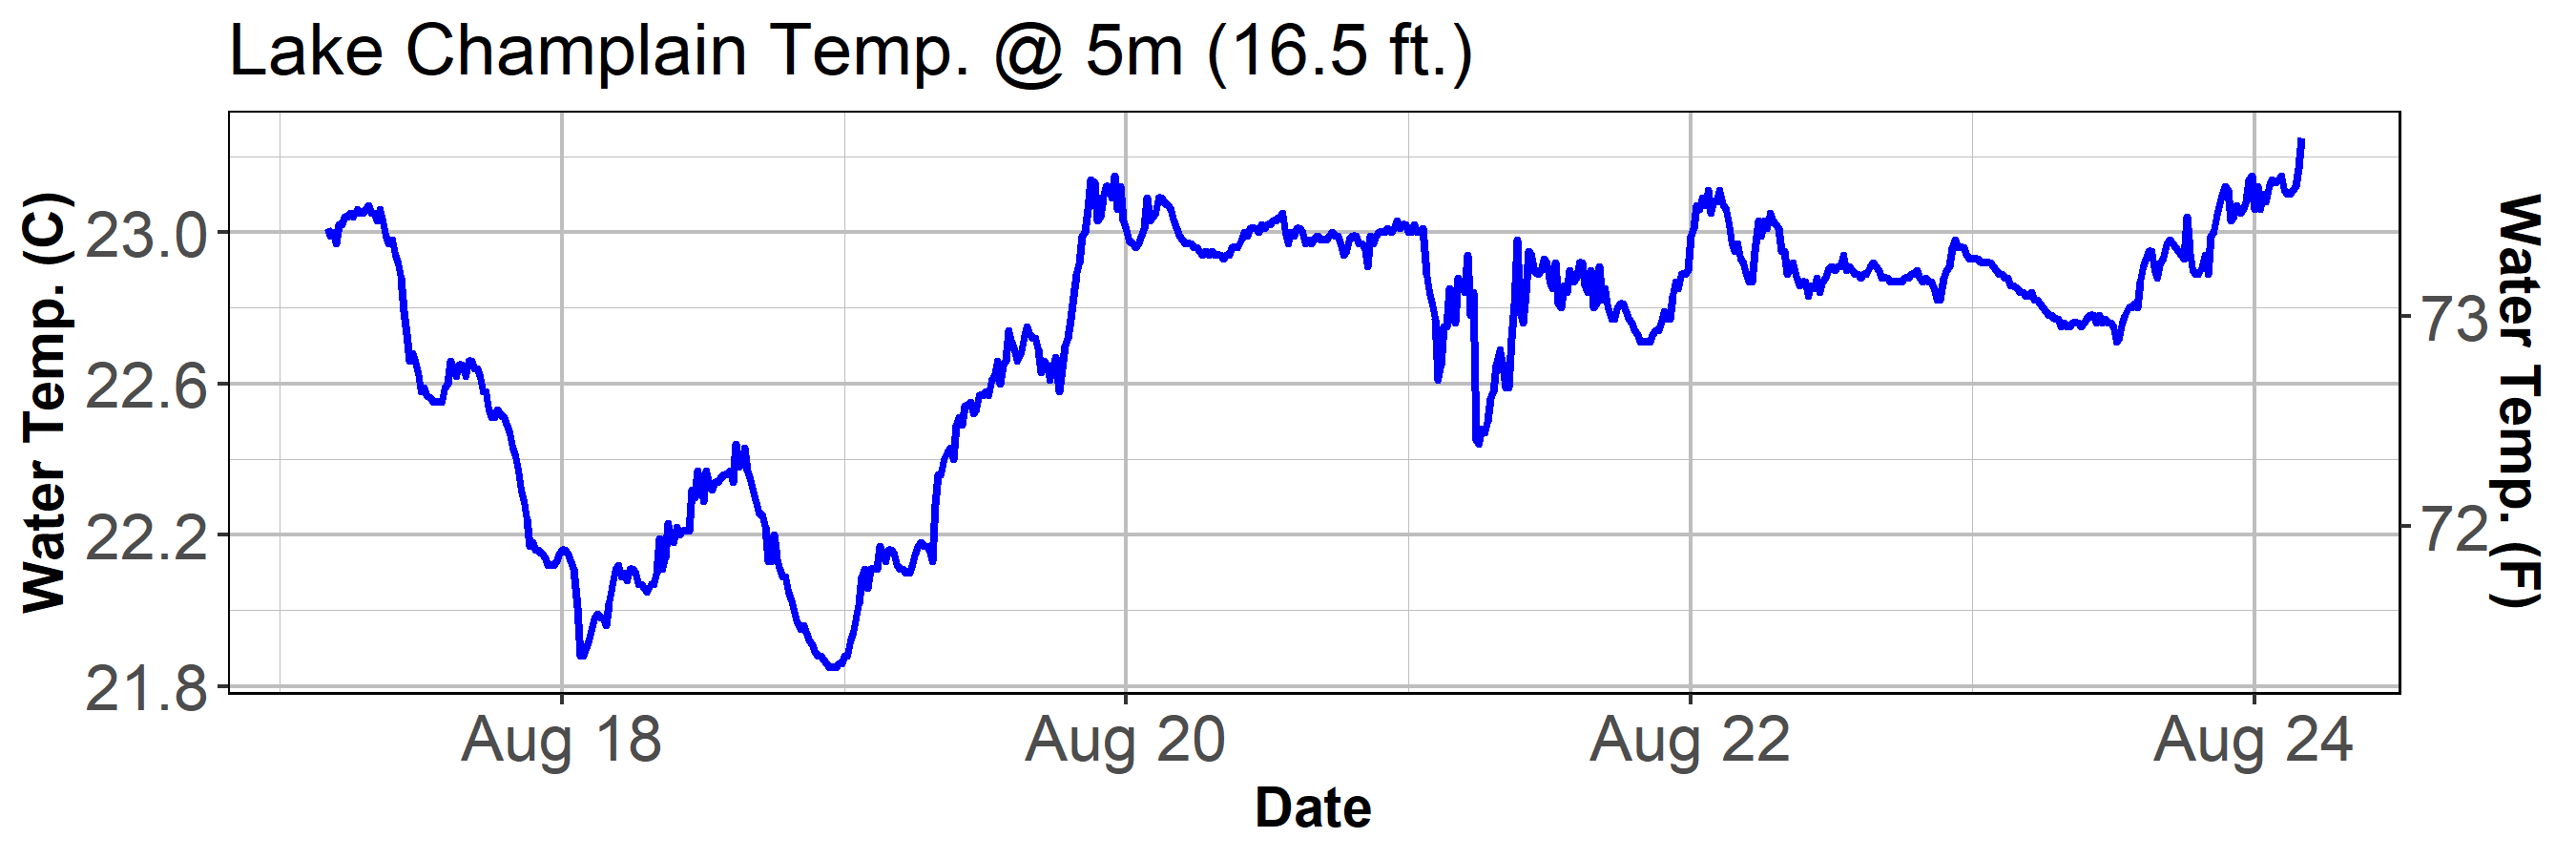 Lake Champlain Temp. @ 5m (16.5 ft.)
Water Temp. (C)
23.0
22.6
22.2
21.8
73
72
Water Temp. (F)
Aug 18
Aug 20
Aug 22
Aug 24
Date